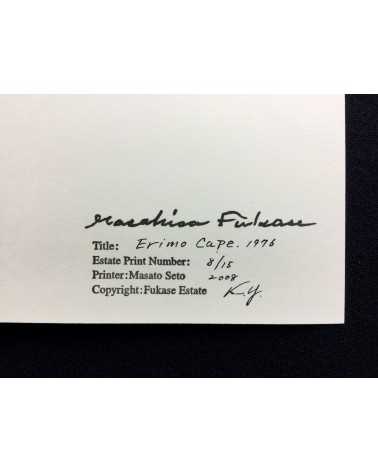 Masahisa Fukase
Title: Erimo Cape. 1976
Estate Print Number: 8/15
Printer: Masato Seto 2008
Copyright: Fukase Estate K.Y.